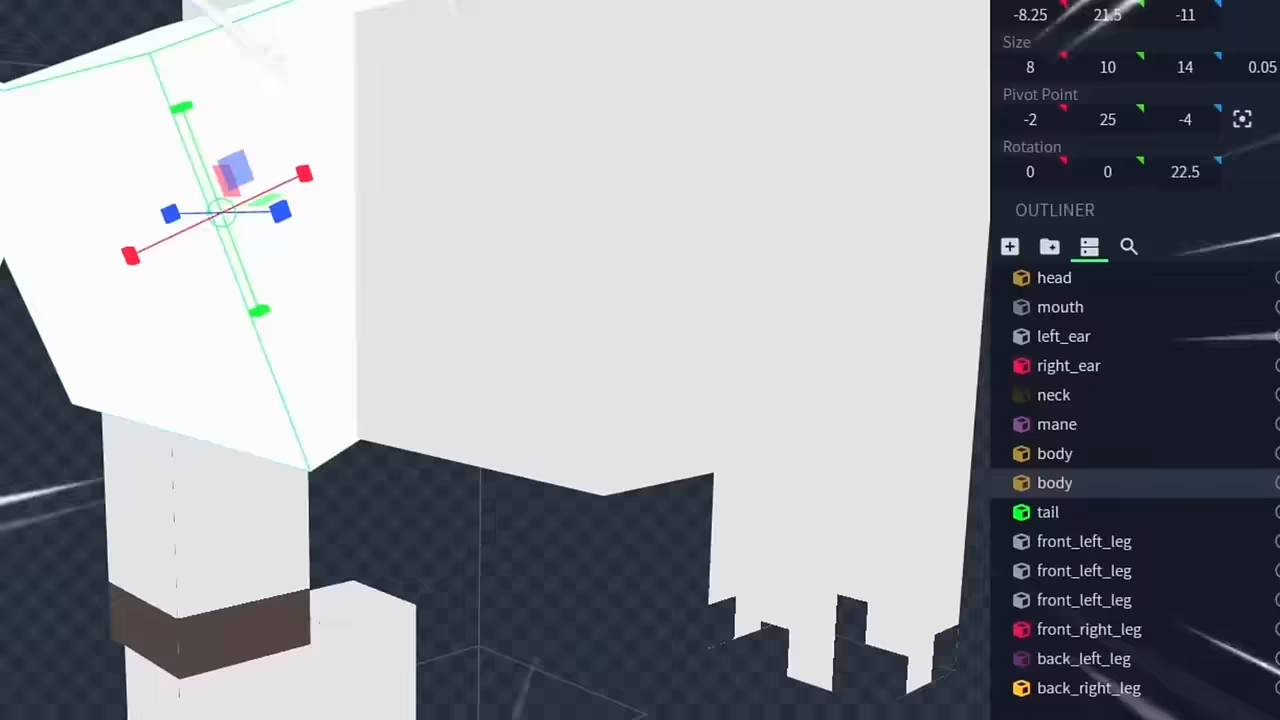 -8.25 21.5 -11
Size
8 10 14 0.05
Pivot Point
-2 25 -4
Rotation
0 0 22.5
OUTLINER
head
mouth
left_ear
right_ear
neck
mane
body
body
tail
front_left_leg
front_left_leg
front_left_leg
front_right_leg
back_left_leg
back_right_leg